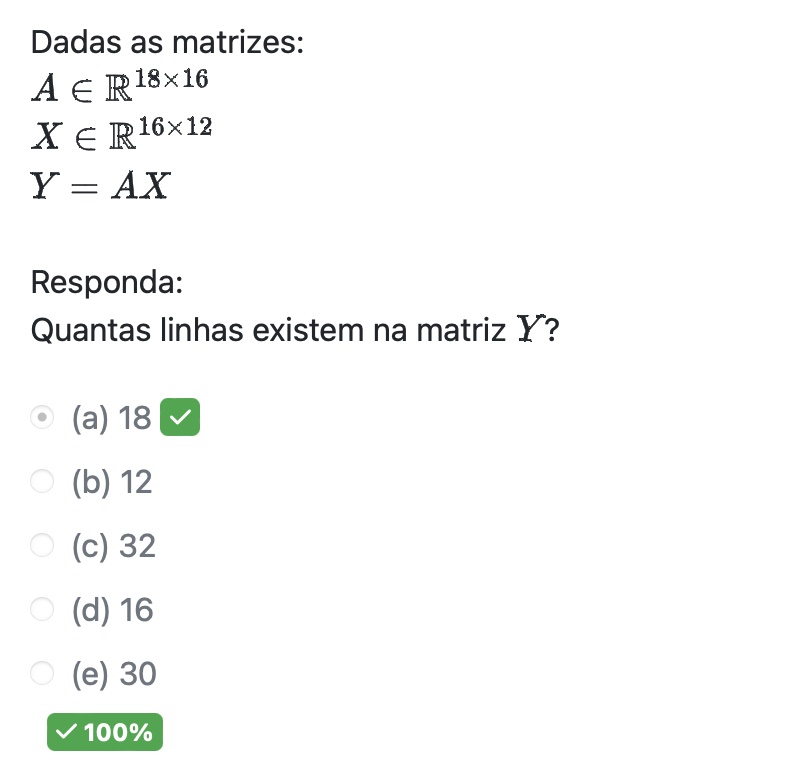 Dadas as matrizes:
$A \in \mathbb{R}^{18 \times 16}$
$X \in \mathbb{R}^{16 \times 12}$
$Y = AX$
Responda:
Quantas linhas existem na matriz $Y$?
(a) 18
(b) 12
(c) 32
(d) 16
(e) 30
✓ 100%